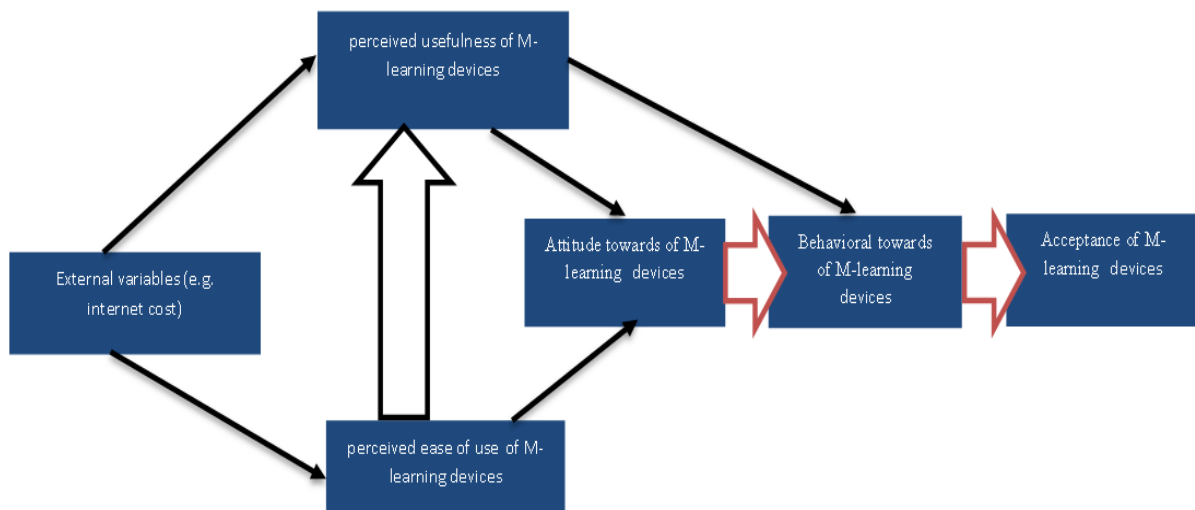 perceived usefulness of M-
learning devices
Attitude towards of M-
learning devices
Behavioral towards
of M-learning
devices
Acceptance of M-
learning devices
External variables (e.g.
internet cost)
perceived ease of use of M-
learning devices